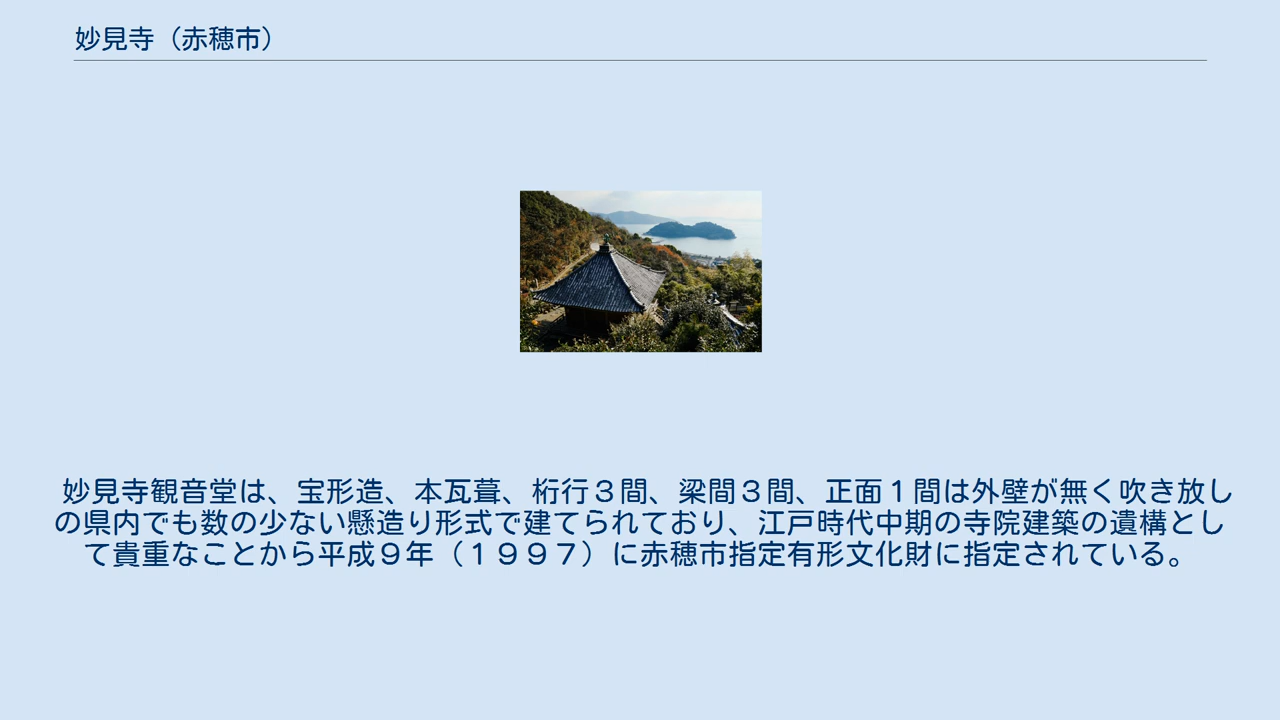 妙見寺（赤穂市）
妙見寺観音堂は、宝形造、本瓦葺、桁行３間、梁間３間、正面１間は外壁が無く吹き放し
の県内でも数の少ない懸造り形式で建てられており、江戸時代中期の寺院建築の遺構とし
て貴重なことから平成９年（１９９７）に赤穂市指定有形文化財に指定されている。